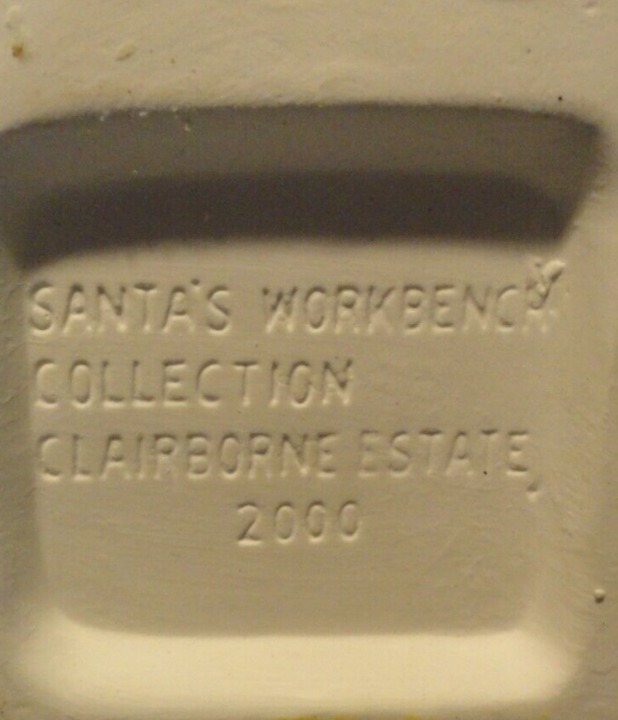 SANTA'S WORKBENCH
COLLECTION
CLAIRBORNE ESTATE
2000